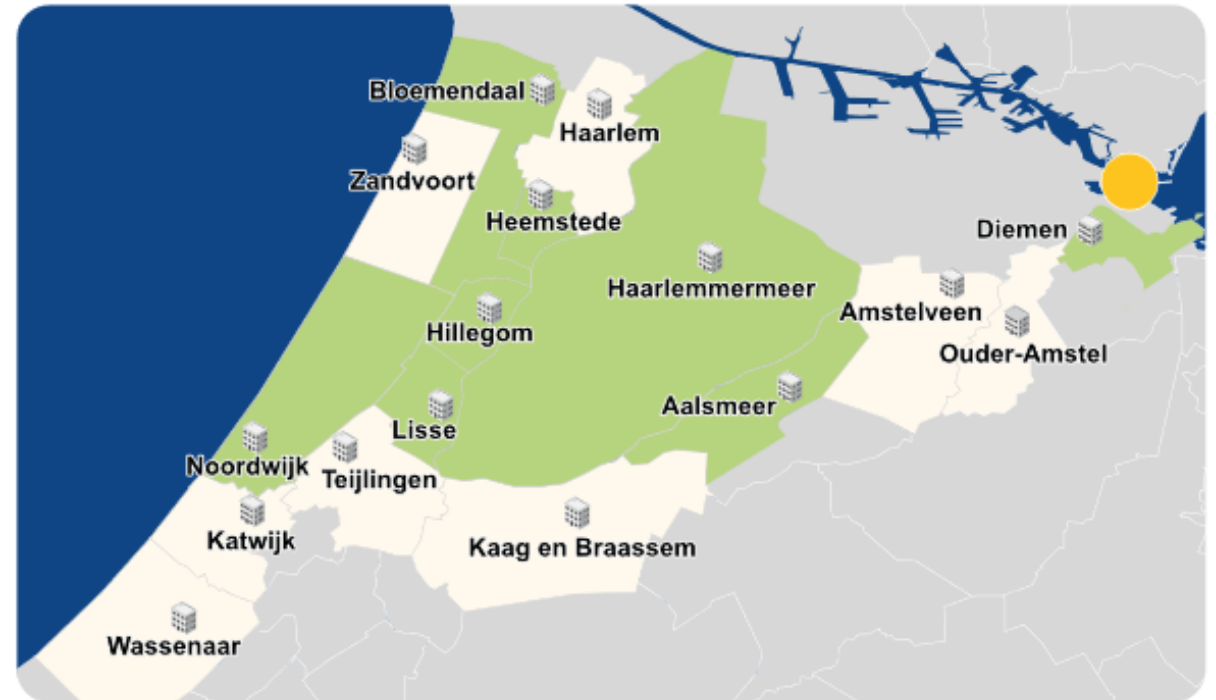 Bloemendaal
Haarlem
Zandvoort
Heemstede
Diemen
Haarlemmermeer
Amstelveen
Hillegom
Ouder-Amstel
Aalsmeer
Lisse
Noordwijk
Teijlingen
Katwijk
Kaag en Braassem
Wassenaar